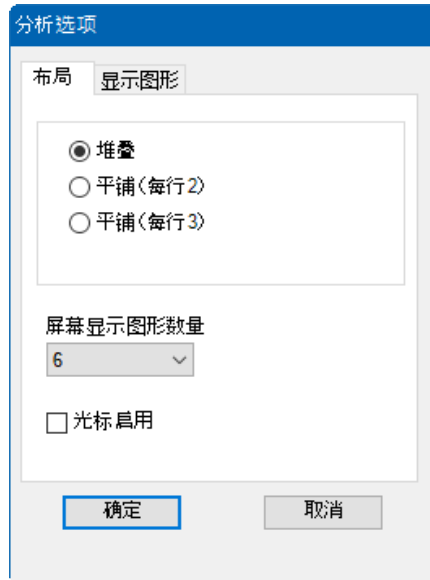 分析选项
布局 显示图形
堆叠
平铺(每行2)
平铺(每行3)
屏幕显示图形数量
6
光标启用
确定 取消